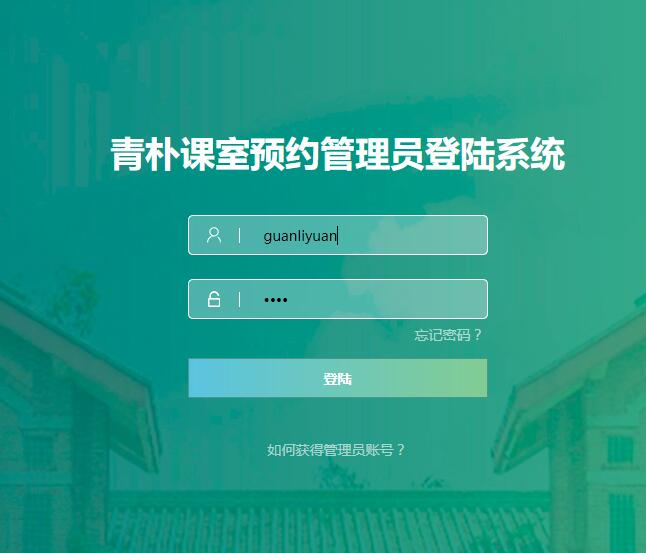 青朴课室预约管理员登陆系统
guanliyuan
••••
忘记密码？
登陆
如何获得管理员账号？